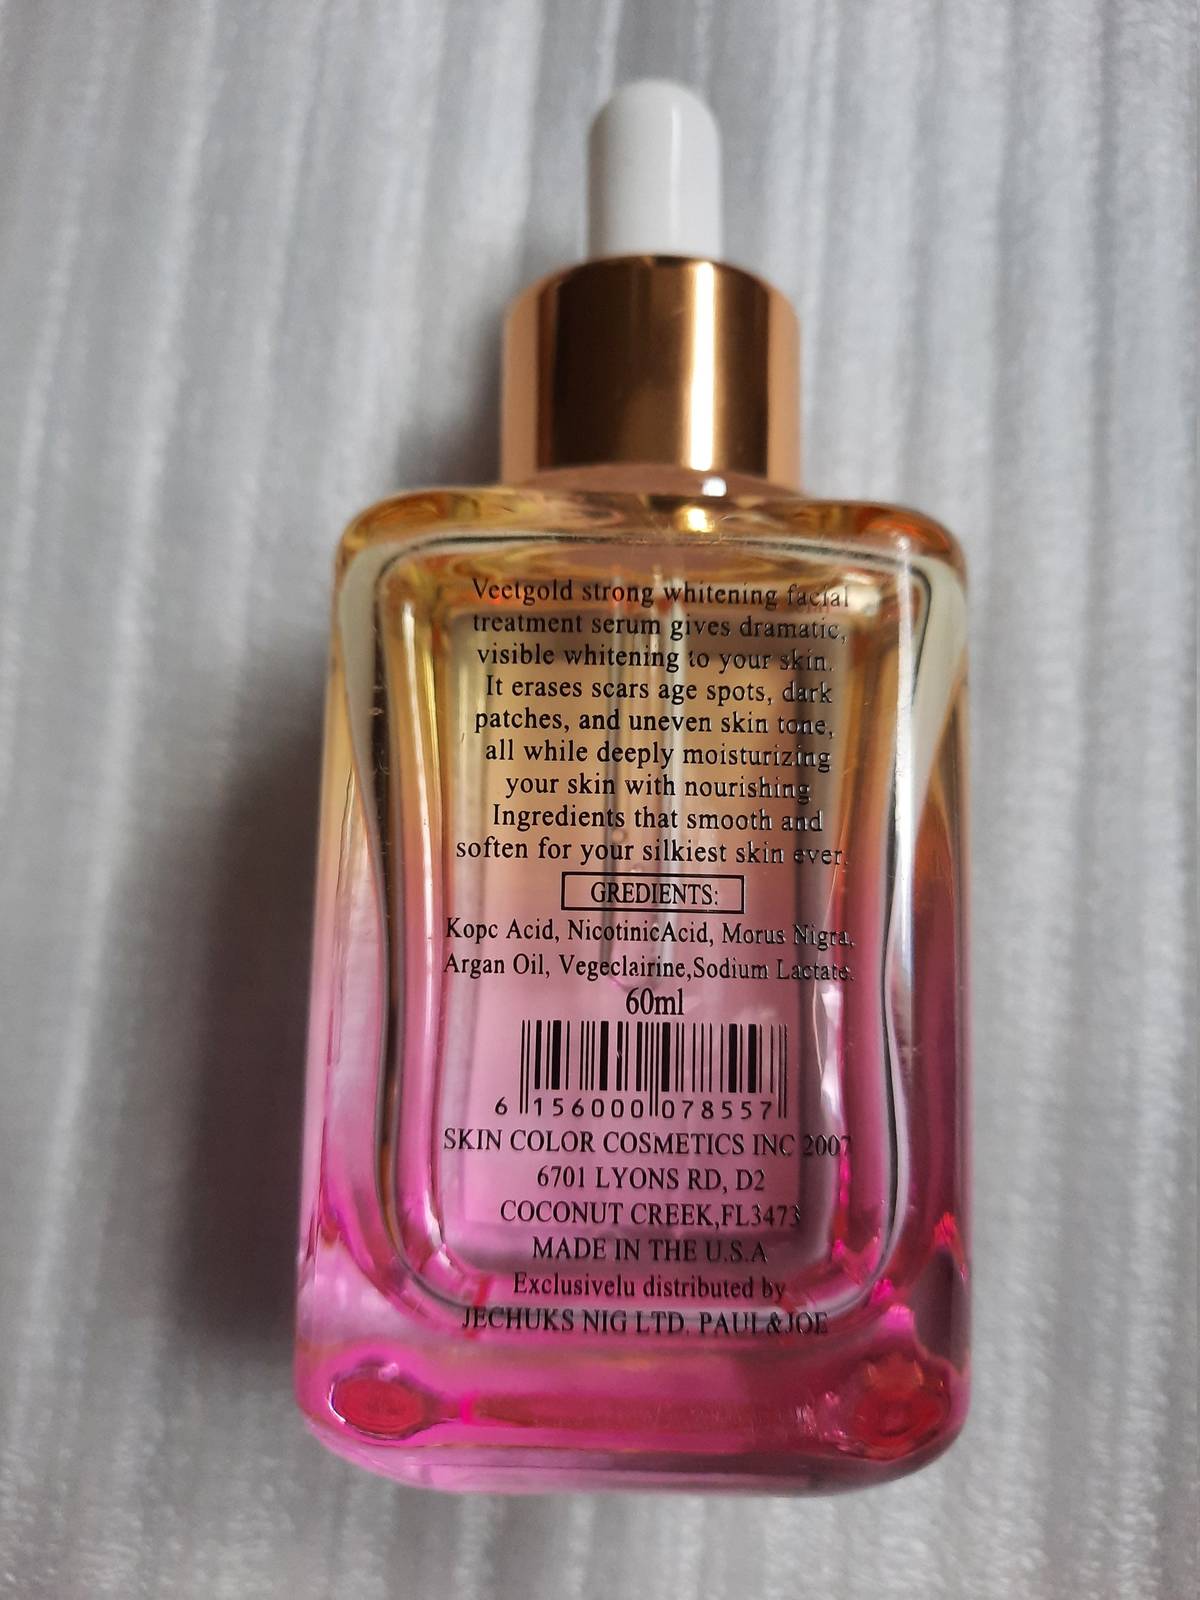 Veetgold strong whitening facial
treatment serum gives dramatic,
visible whitening to your skin.
It erases scars age spots, dark
patches, and uneven skin tone,
all while deeply moisturizing
your skin with nourishing
Ingredients that smooth and
soften for your silkiest skin ever.
GREDIENTS:
Kopc Acid, NicotinicAcid, Morus Nigra,
Argan Oil, Vegeclairine,Sodium Lactate.
60ml
6 156000 078557
SKIN COLOR COSMETICS INC 2007
6701 LYONS RD, D2
COCONUT CREEK,FL3473
MADE IN THE U.S.A
Exclusivelu distributed by
JECHUKS NIG LTD. PAUL&JOE